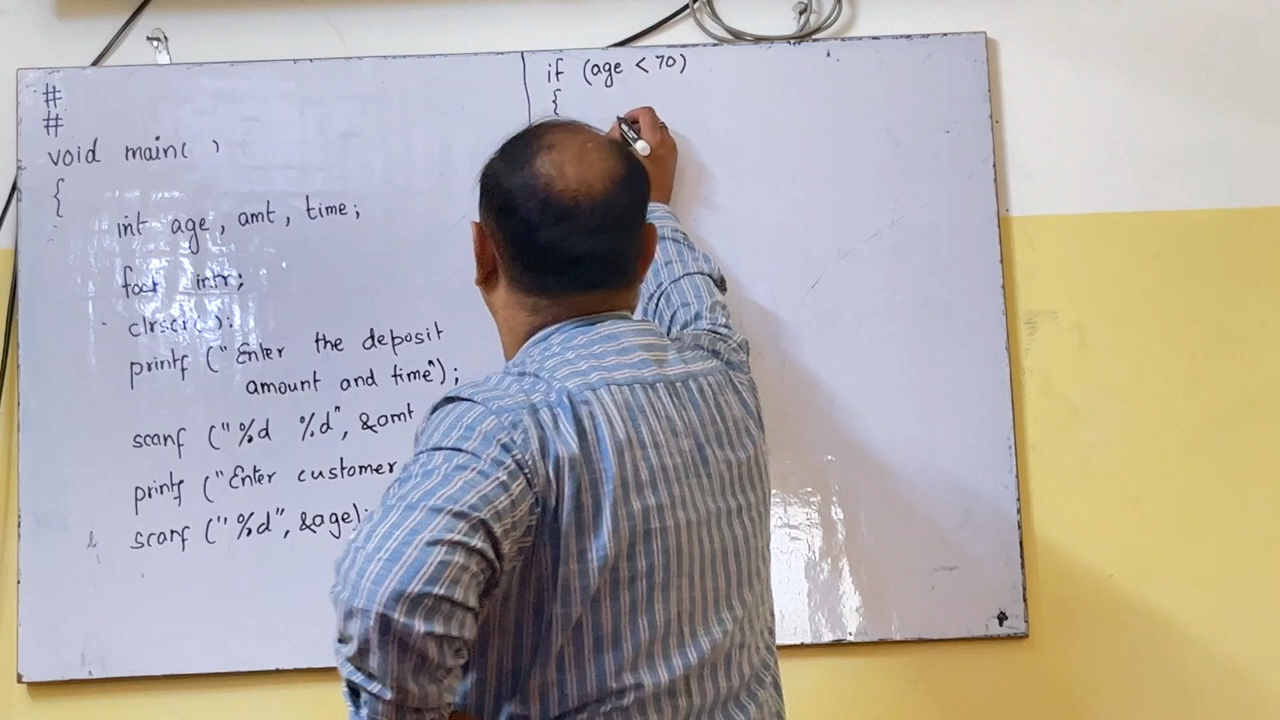 #
#
void main( )
{
int age, amt, time;
intr;
clrscr( );
printf ("Enter the deposit
amount and time");
scanf ("%d %d", &amt
printf ("Enter customer
scanf ("%d", &age);
if (age < 70)
{